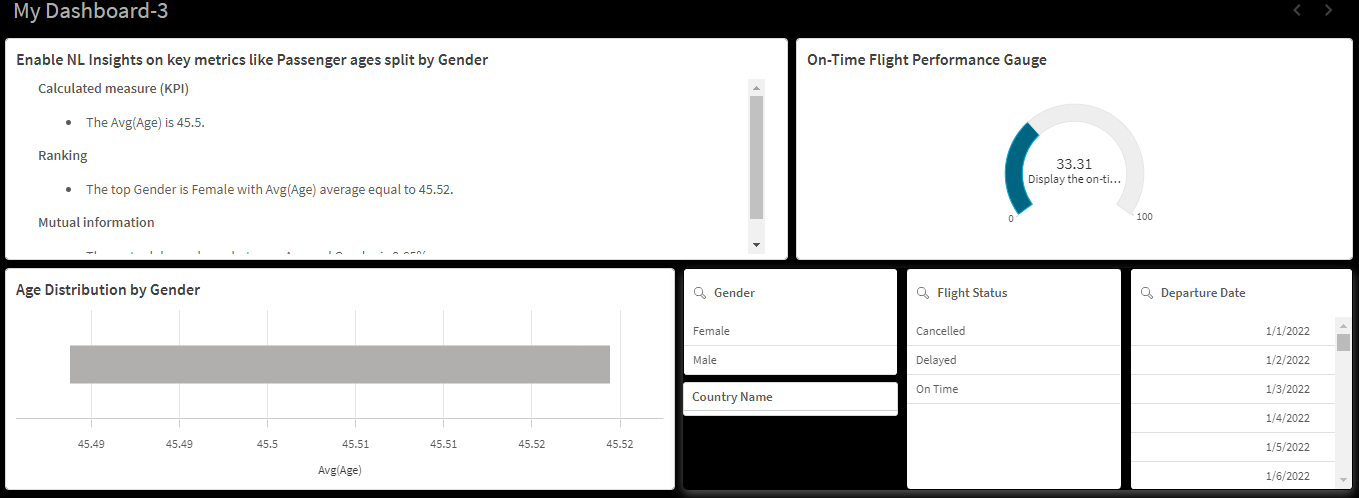 My Dashboard-3
Enable NL Insights on key metrics like Passenger ages split by Gender
Calculated measure (KPI)
The Avg(Age) is 45.5.
Ranking
The top Gender is Female with Avg(Age) average equal to 45.52.
Mutual information
On-Time Flight Performance Gauge
33.31
Display the on-ti...
0
100
Age Distribution by Gender
45.49
45.49
45.5
45.51
45.51
45.52
45.52
Avg(Age)
Gender
Female
Male
Country Name
Flight Status
Cancelled
Delayed
On Time
Departure Date
1/1/2022
1/2/2022
1/3/2022
1/4/2022
1/5/2022
1/6/2022